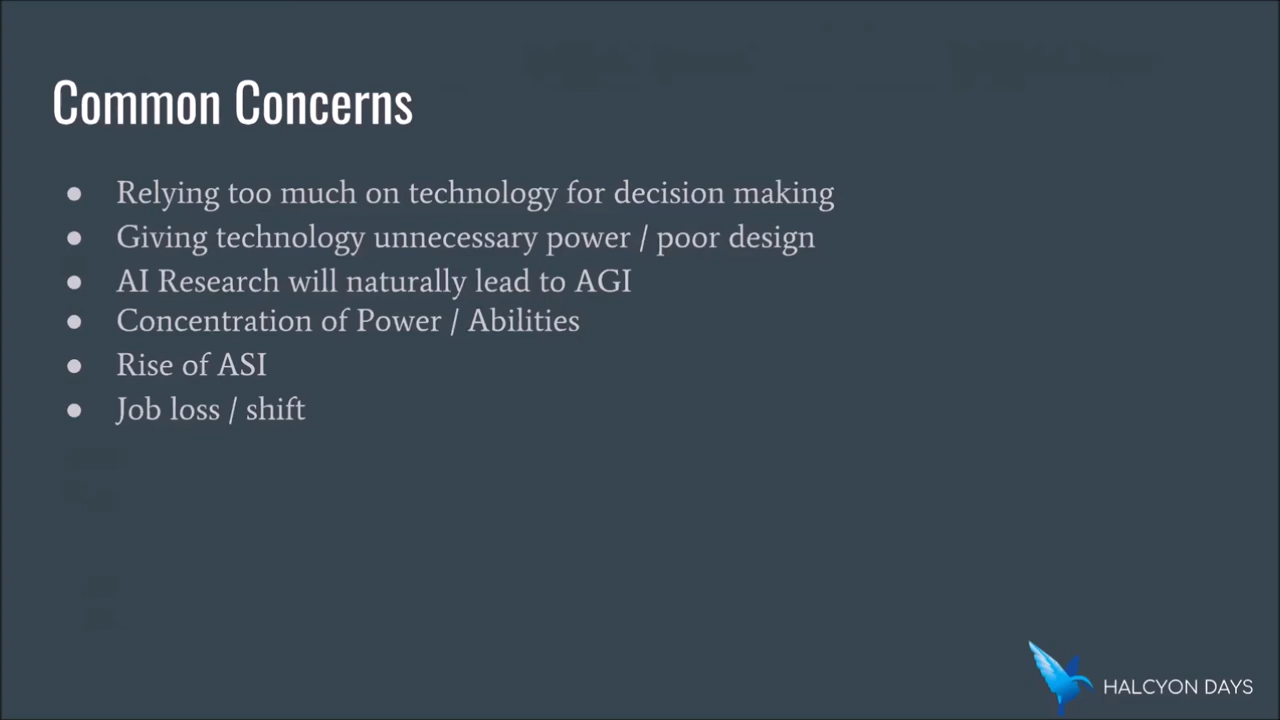 Common Concerns
● Relying too much on technology for decision making
● Giving technology unnecessary power / poor design
● AI Research will naturally lead to AGI
● Concentration of Power / Abilities
● Rise of ASI
● Job loss / shift
HALCYON DAYS